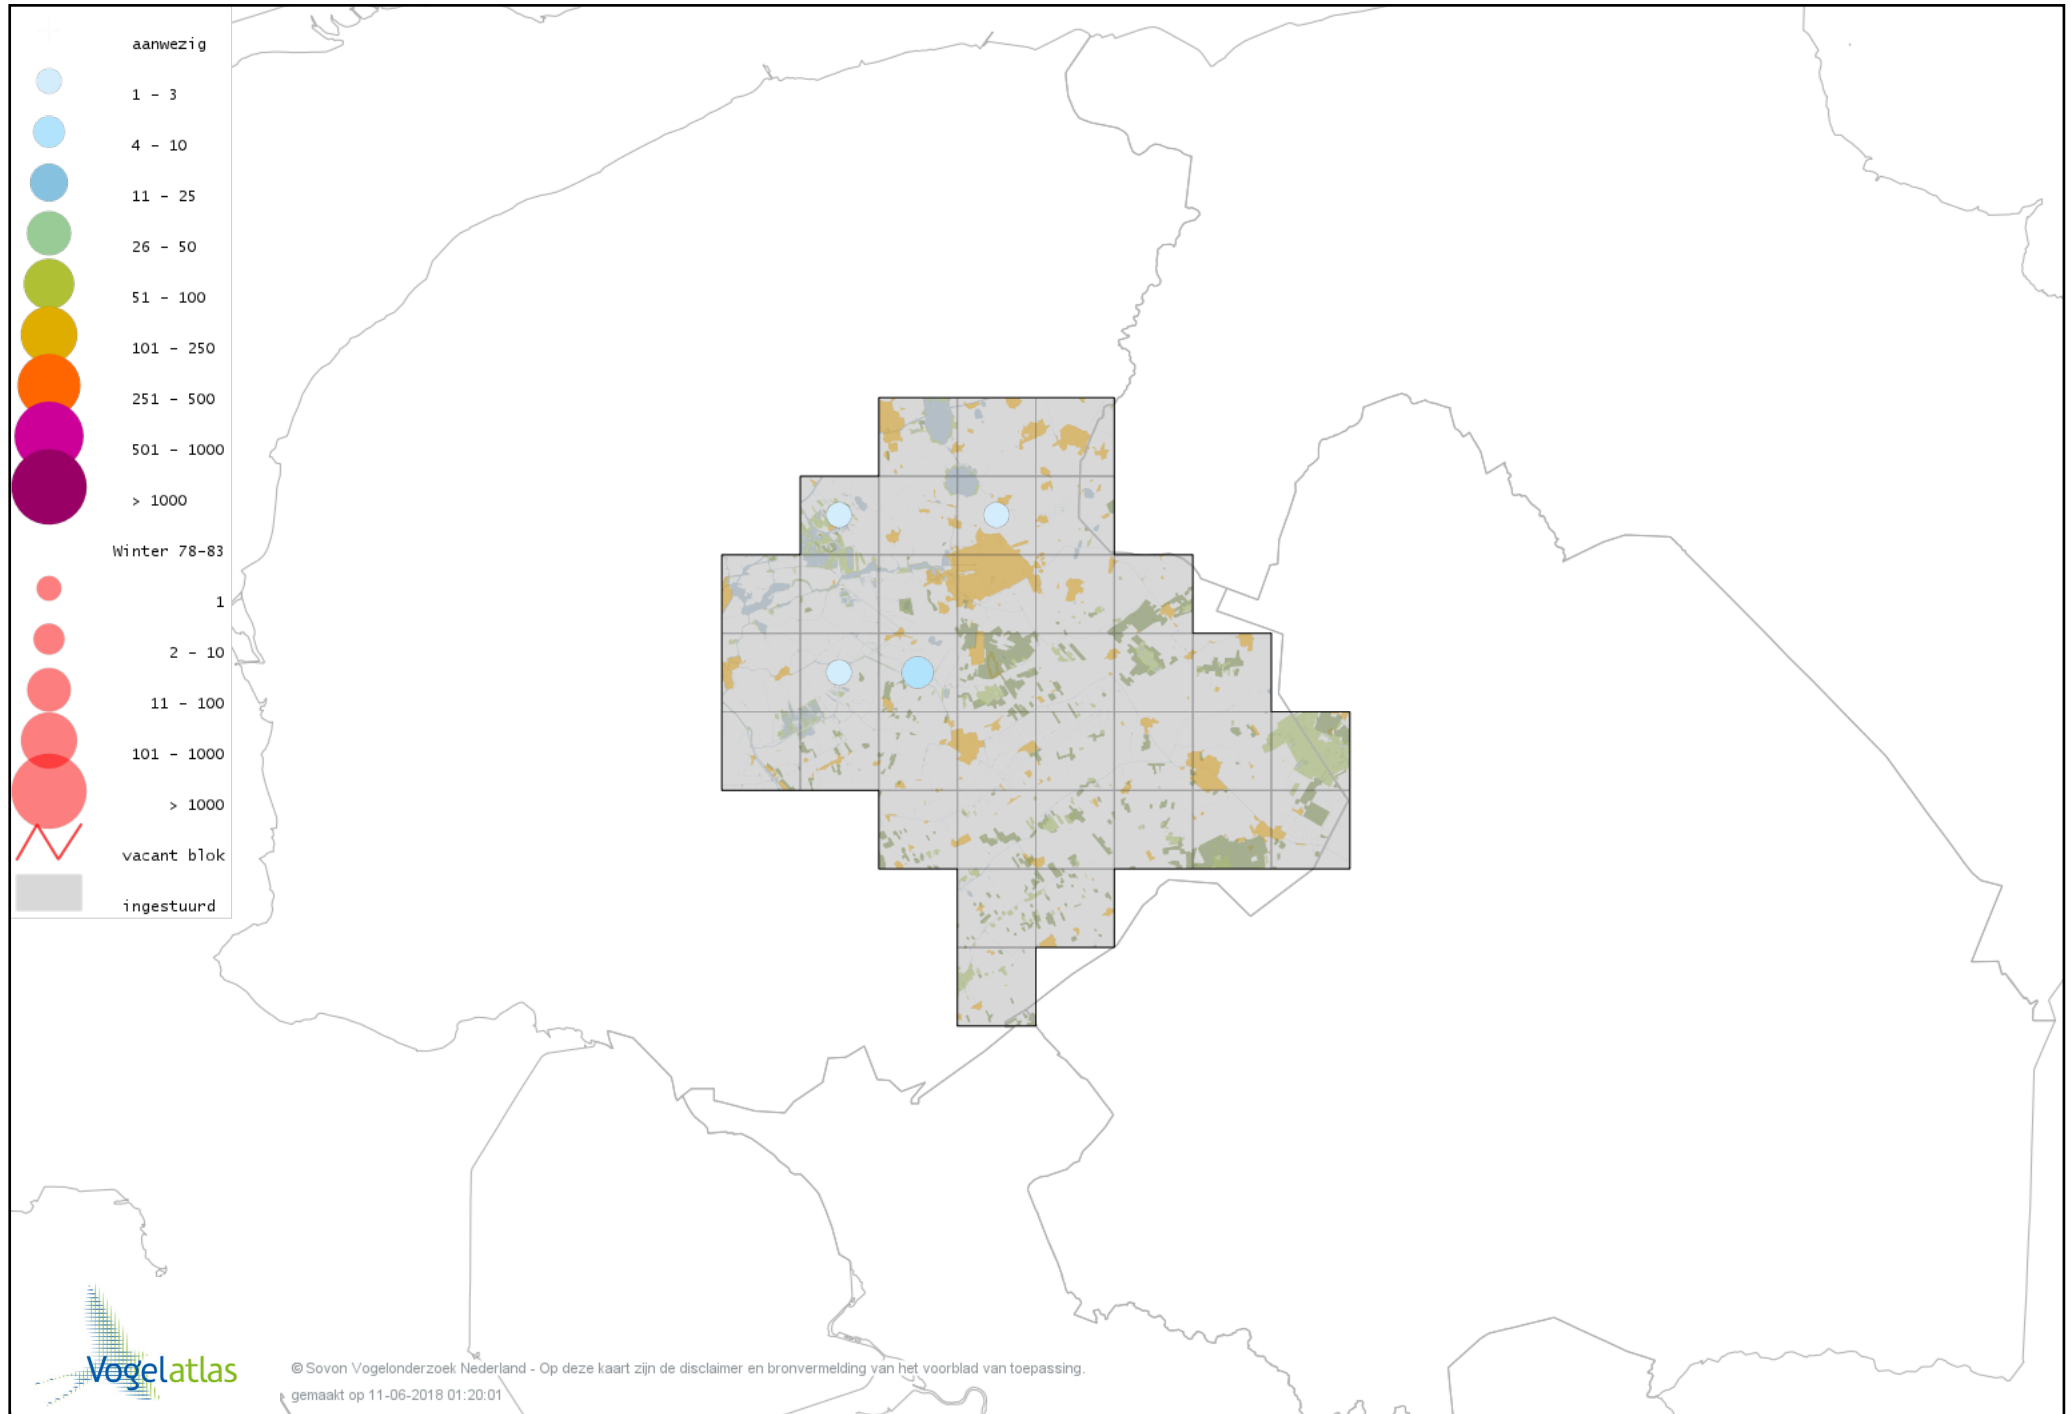 aanwezig
1 - 3
4 - 10
11 - 25
26 - 50
51 - 100
101 - 250
251 - 500
501 - 1000
> 1000
Winter 78-83
1
2 - 10
11 - 100
101 - 1000
> 1000
vacant blok
ingestuurd
Vogelatlas
© Sovon Vogelonderzoek Nederland - Op deze kaart zijn de disclaimer en bronvermelding van het voorblad van toepassing.
gemaakt op 11-06-2018 01:20:01